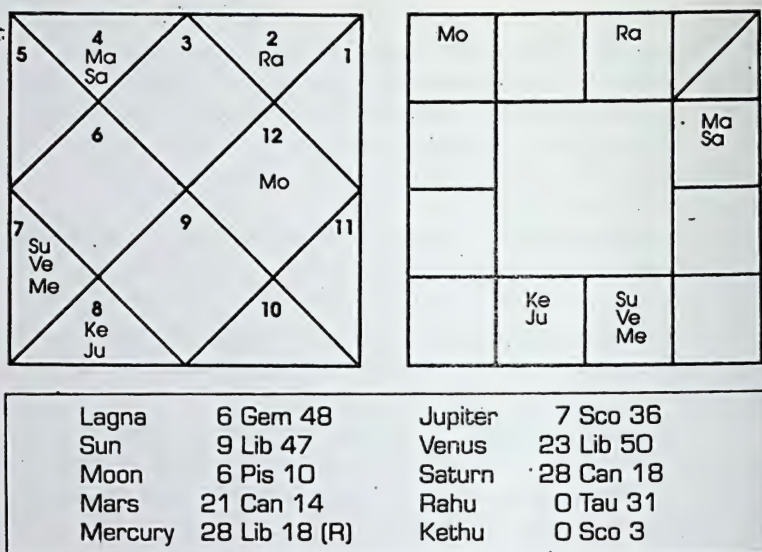 5
4
Ma
Sa
3
2
Ra
1
6
12
Mo
7
Su
Ve
Me
9
11
8
Ke
Ju
10
Mo
Ra
Ma
Sa
Ke
Ju
Su
Ve
Me
Lagna 6 Gem 48 Jupiter 7 Sco 36
Sun 9 Lib 47 Venus 23 Lib 50
Moon 6 Pis 10 Saturn 28 Can 18
Mars 21 Can 14 Rahu 0 Tau 31
Mercury 28 Lib 18 (R) Kethu 0 Sco 3